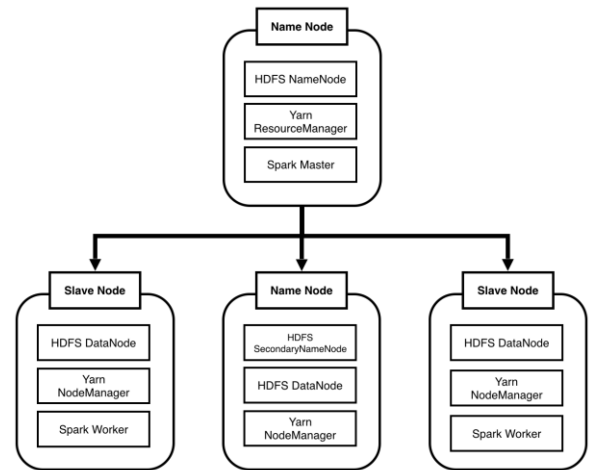 Name Node
HDFS NameNode
Yarn
ResourceManager
Spark Master
Slave Node
HDFS DataNode
Yarn
NodeManager
Spark Worker
Name Node
HDFS
SecondaryNameNode
HDFS DataNode
Yarn
NodeManager
Slave Node
HDFS DataNode
Yarn
NodeManager
Spark Worker